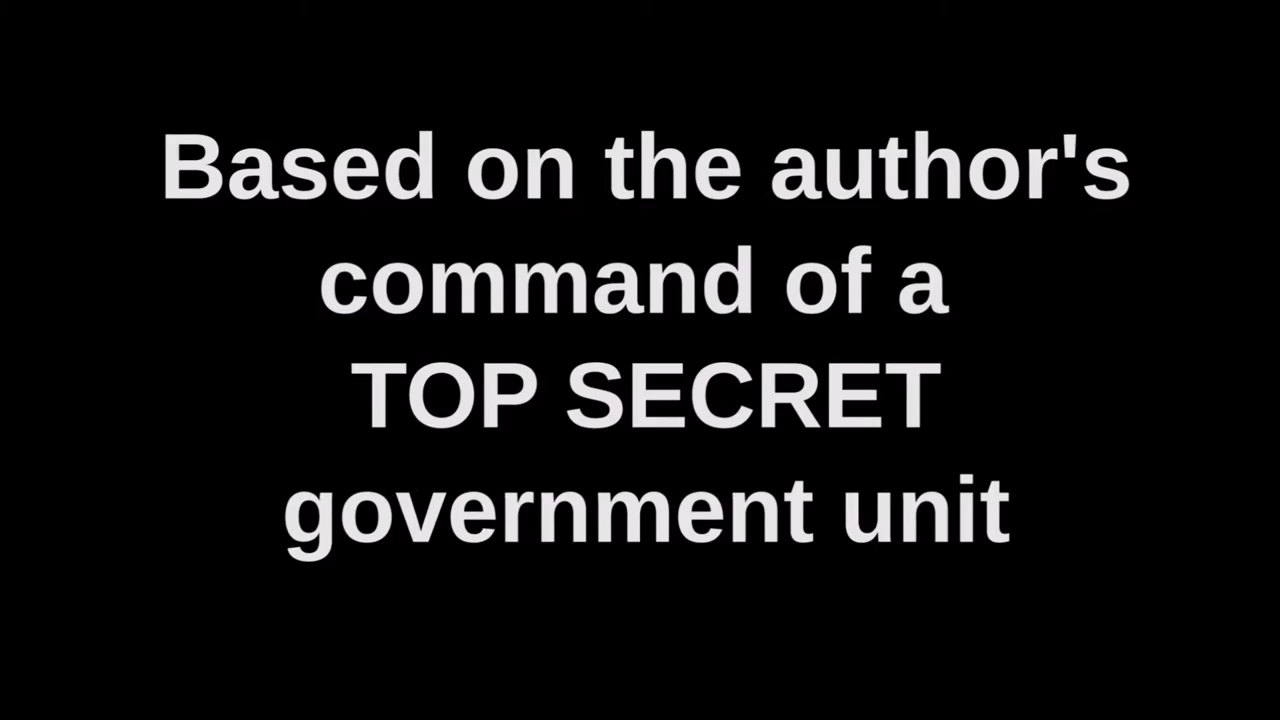 Based on the author's
command of a
TOP SECRET
government unit